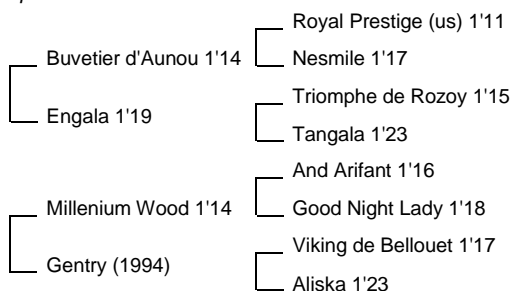 Royal Prestige (us) 1'11
Buvetier d'Aunou 1'14
Nesmile 1'17
Engala 1'19
Triomphe de Rozoy 1'15
Tangala 1'23
And Arifant 1'16
Millenium Wood 1'14
Good Night Lady 1'18
Gentry (1994)
Viking de Bellouet 1'17
Aliska 1'23